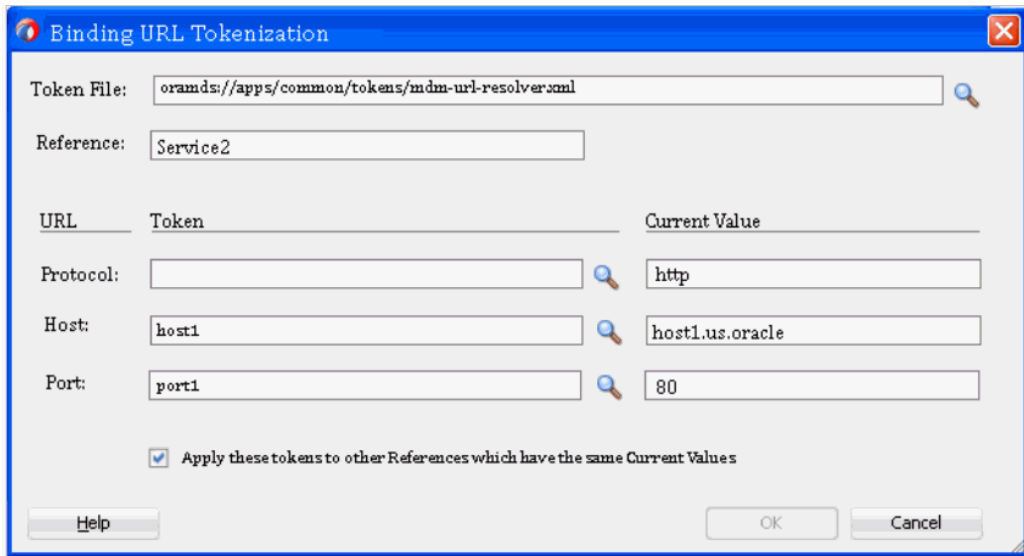 Binding URL Tokenization
Token File: oramds://apps/common/tokens/mdm-url-resolver.xml
Reference: Service2
URL Token Current Value
Protocol: http
Host: host1 host1.us.oracle
Port: port1 80
Apply these tokens to other References which have the same Current Values
Help OK Cancel